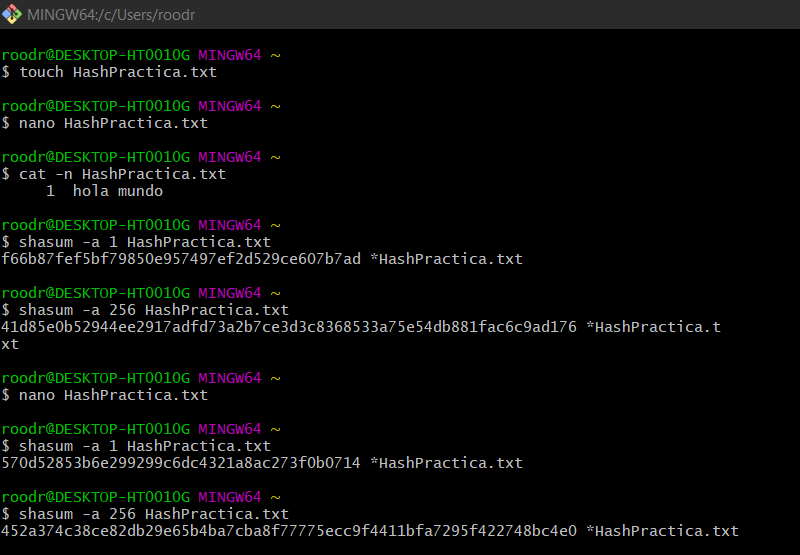 MINGW64:/c/Users/roodr
roodr@DESKTOP-HT0010G MINGW64 ~
$ touch HashPractica.txt
roodr@DESKTOP-HT0010G MINGW64 ~
$ nano HashPractica.txt
roodr@DESKTOP-HT0010G MINGW64 ~
$ cat -n HashPractica.txt
1 hola mundo
roodr@DESKTOP-HT0010G MINGW64 ~
$ shasum -a 1 HashPractica.txt
f66b87fef5bf79850e957497ef2d529ce607b7ad *HashPractica.txt
roodr@DESKTOP-HT0010G MINGW64 ~
$ shasum -a 256 HashPractica.txt
41d85e0b52944ee2917adfd73a2b7ce3d3c8368533a75e54db881fac6c9ad176 *HashPractica.t
xt
roodr@DESKTOP-HT0010G MINGW64 ~
$ nano HashPractica.txt
roodr@DESKTOP-HT0010G MINGW64 ~
$ shasum -a 1 HashPractica.txt
570d52853b6e299299c6dc4321a8ac273f0b0714 *HashPractica.txt
roodr@DESKTOP-HT0010G MINGW64 ~
$ shasum -a 256 HashPractica.txt
452a374c38ce82db29e65b4ba7cba8f77775ecc9f4411bfa7295f422748bc4e0 *HashPractica.txt